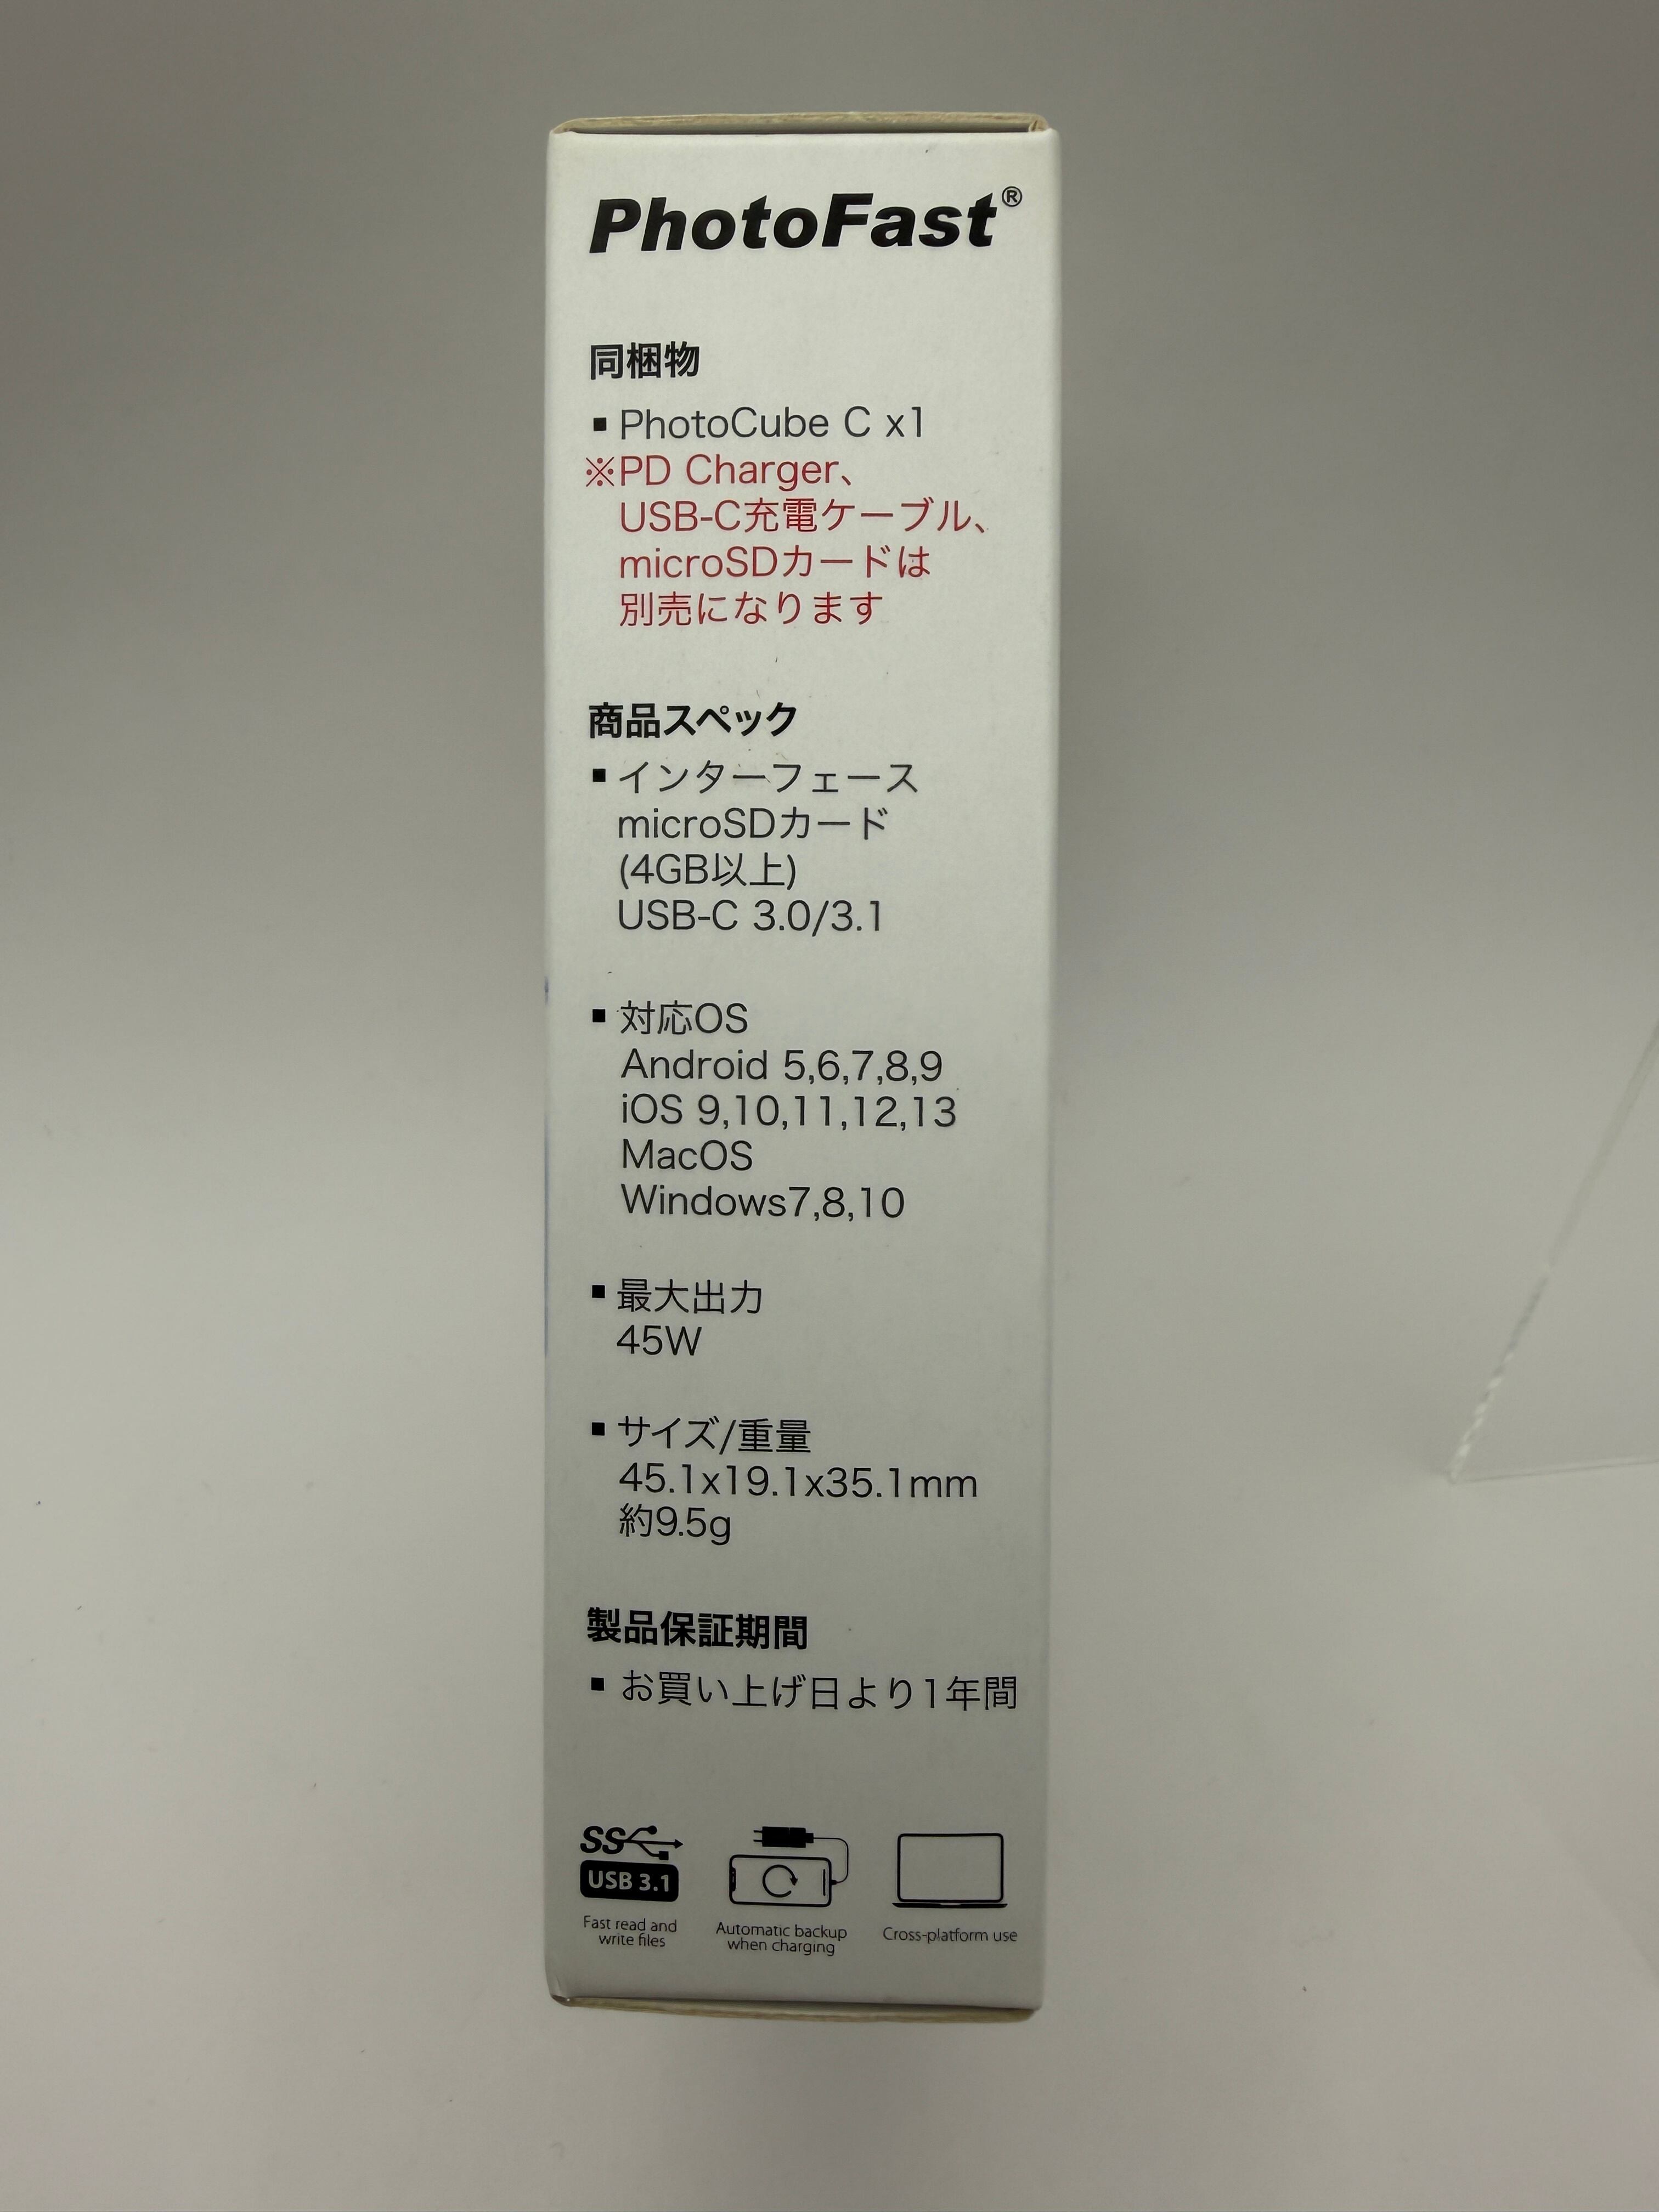 PhotoFast®
同梱物
▪ PhotoCube C x1
※PD Charger、
USB-C充電ケーブル、
microSDカードは
別売になります
商品スペック
▪ インターフェース
microSDカード
(4GB以上)
USB-C 3.0/3.1
▪ 対応OS
Android 5,6,7,8,9
iOS 9,10,11,12,13
MacOS
Windows7,8,10
▪ 最大出力
45W
▪ サイズ/重量
45.1x19.1x35.1mm
約9.5g
製品保証期間
▪ お買い上げ日より1年間
SS
USB 3.1
Fast read and
write files
Automatic backup
when charging
Cross-platform use